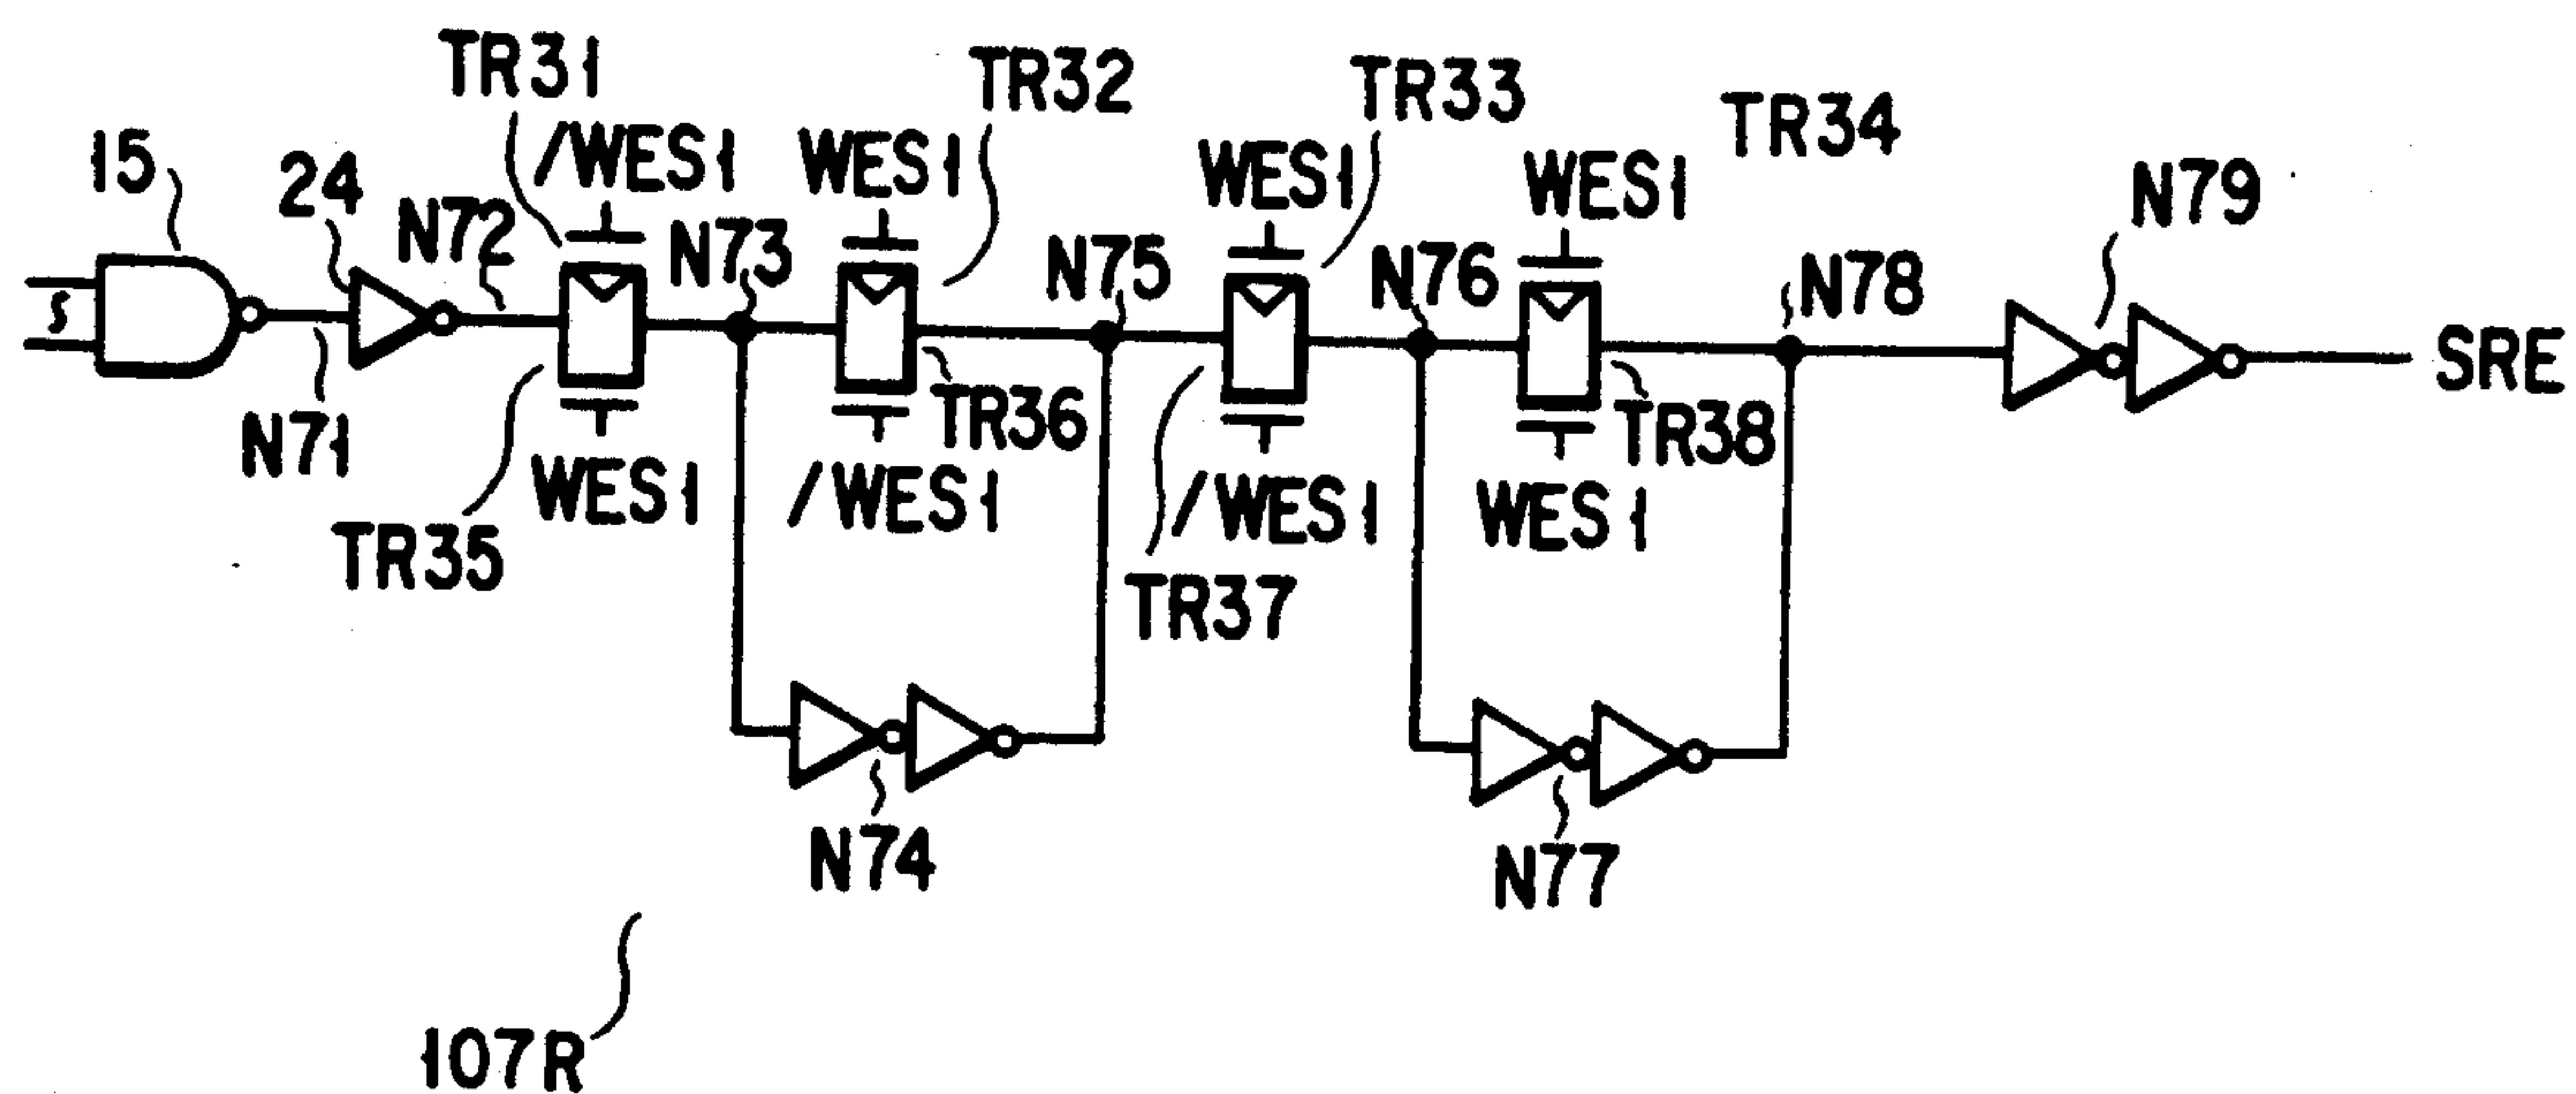 TR31
TR32
TR33
TR34
/WES1
WES1
WES1
WES1
15
24
N72
N73
N75
N76
N78
N79
SRE
N71
TR35
WES1
/WES1
TR36
/WES1
TR37
WES1
TR38
N74
N77
107R